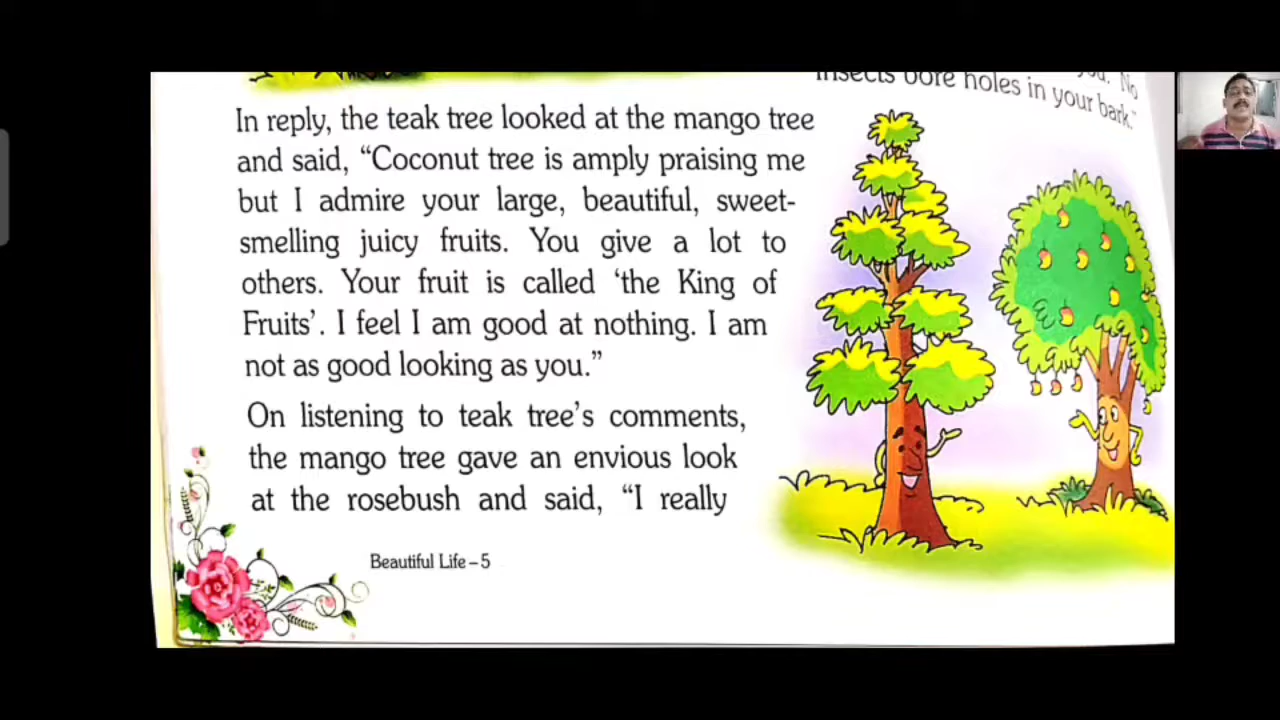 you. No
insects bore holes in your bark."
In reply, the teak tree looked at the mango tree
and said, “Coconut tree is amply praising me
but I admire your large, beautiful, sweet-
smelling juicy fruits. You give a lot to
others. Your fruit is called ‘the King of
Fruits’. I feel I am good at nothing. I am
not as good looking as you.”
On listening to teak tree’s comments,
the mango tree gave an envious look
at the rosebush and said, “I really
Beautiful Life – 5